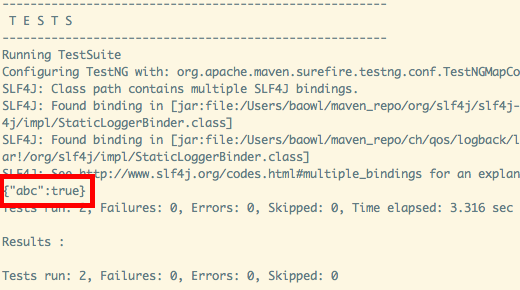 -------------------------------------------------------
 T E S T S
-------------------------------------------------------
Running TestSuite
Configuring TestNG with: org.apache.maven.surefire.testng.conf.TestNGMapCo
SLF4J: Class path contains multiple SLF4J bindings.
SLF4J: Found binding in [jar:file:/Users/baowl/maven_repo/org/slf4j/slf4j-
4j/impl/StaticLoggerBinder.class]
SLF4J: Found binding in [jar:file:/Users/baowl/maven_repo/ch/qos/logback/l
ar!/org/slf4j/impl/StaticLoggerBinder.class]
SLF4J: See http://www.slf4j.org/codes.html#multiple_bindings for an explan
{"abc":true}
Tests run: 2, Failures: 0, Errors: 0, Skipped: 0, Time elapsed: 3.316 sec
Results :
Tests run: 2, Failures: 0, Errors: 0, Skipped: 0